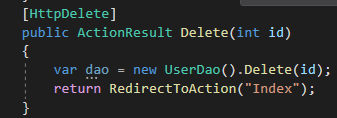 [HttpDelete]
public ActionResult Delete(int id)
{
var dao = new UserDao().Delete(id);
return RedirectToAction("Index");
}